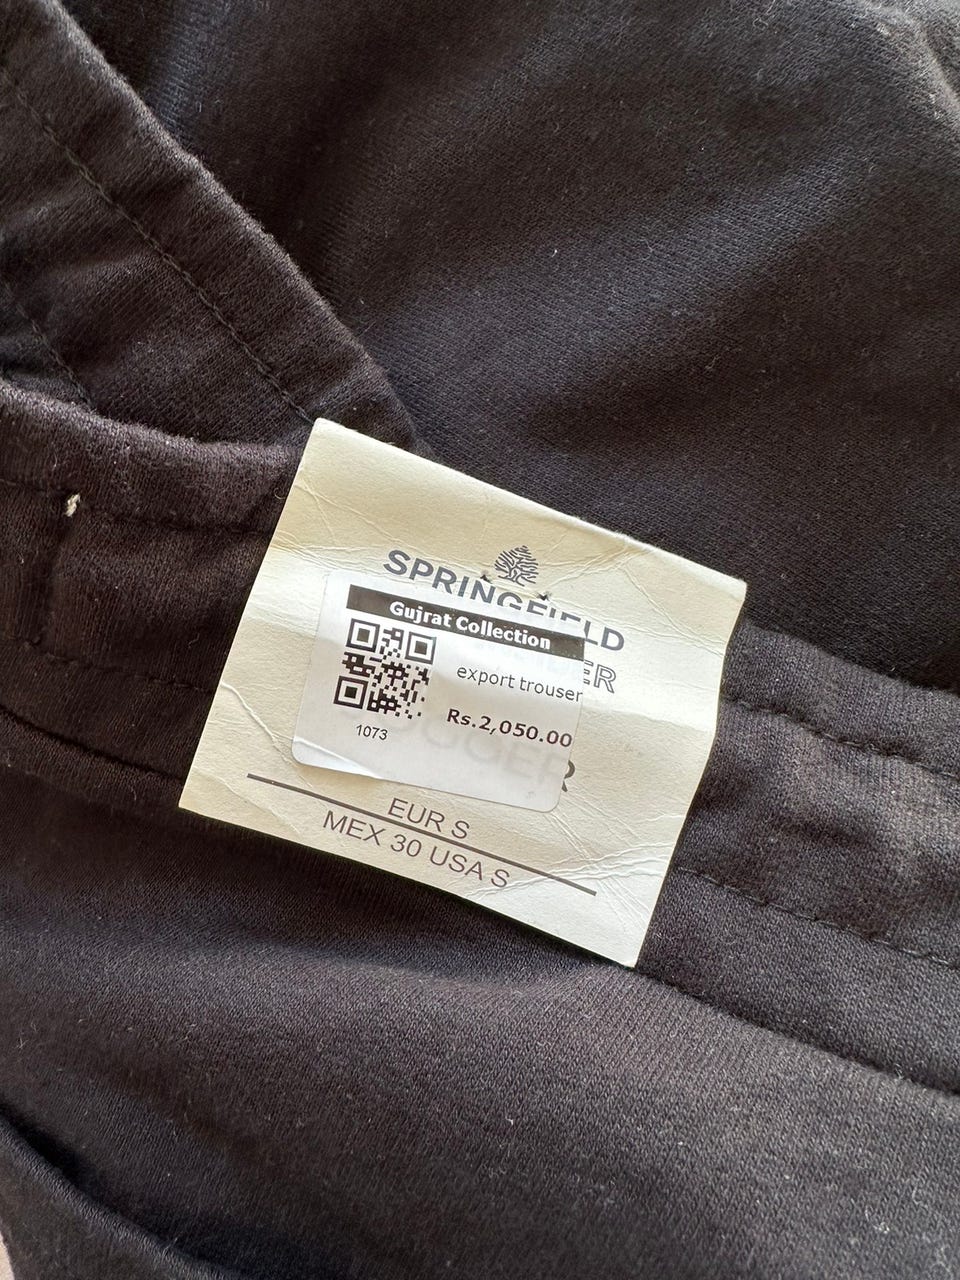 SPRINGFIELD
Gujrat Collection
export trouser
Rs.2,050.00
1073
EUR S
MEX 30 USA S